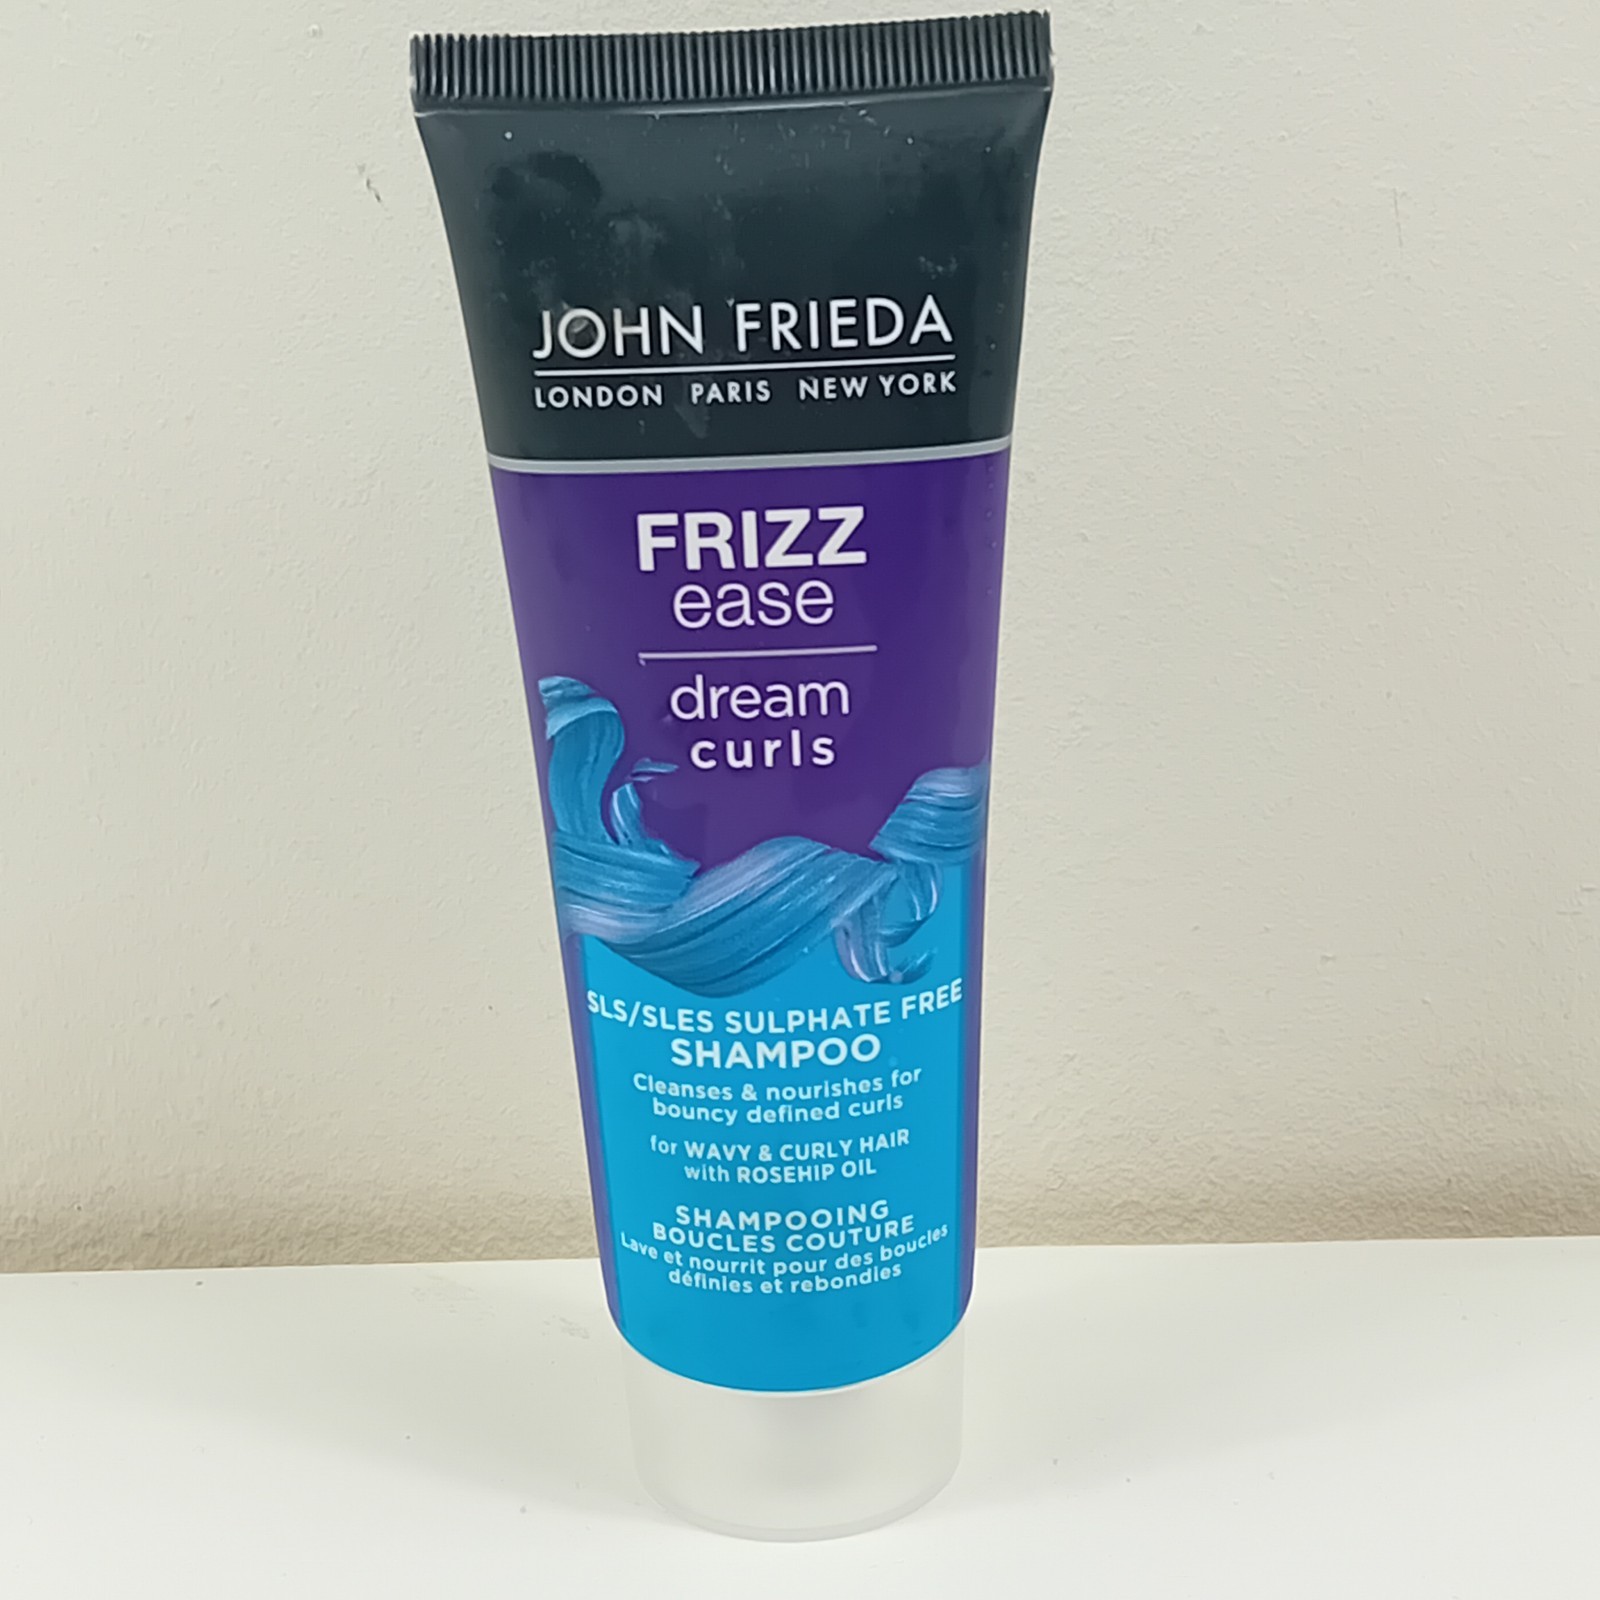 JOHN FRIEDA
LONDON PARIS NEW YORK
FRIZZ
ease
dream
curls
SLS/SLES SULPHATE FREE
SHAMPOO
Cleanses & nourishes for
bouncy defined curls
for WAVY & CURLY HAIR
with ROSEHIP OIL
SHAMPOOING
BOUCLES COUTURE
Lave et nourrit pour des boucles
définies et rebondies